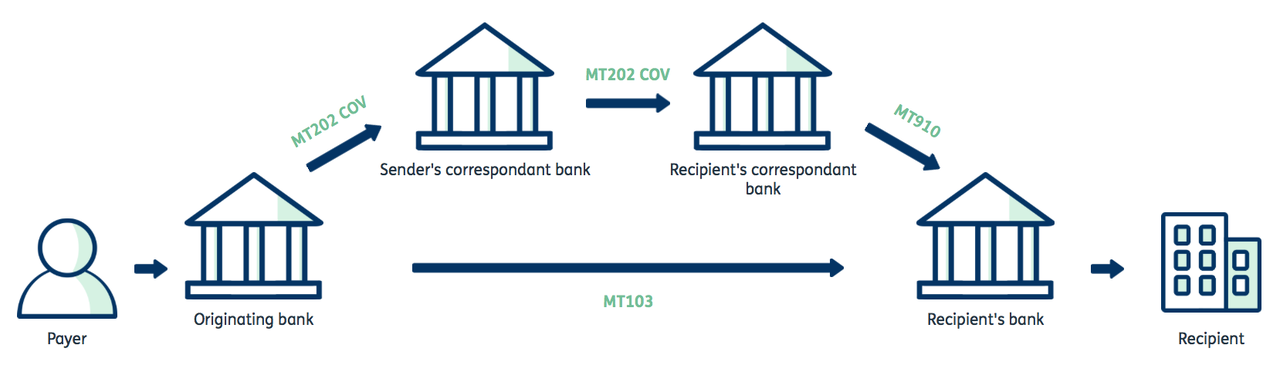 MT202 COV
MT202 COV
MT910
Sender's correspondant bank
Recipient's correspondant
bank
MT103
Payer
Originating bank
Recipient's bank
Recipient